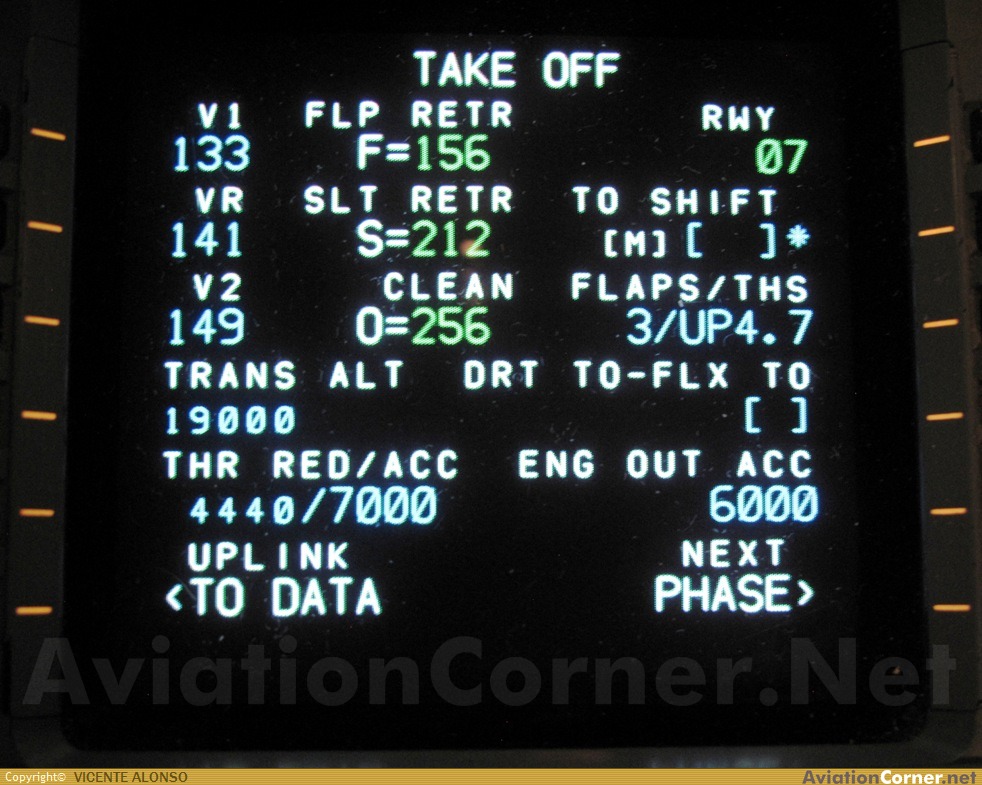 TAKE OFF
V1 FLP RETR RWY
133 F=156 07
VR SLT RETR TO SHIFT
141 S=212 [M][ ]*
V2 CLEAN FLAPS/THS
149 O=256 3/UP4.7
TRANS ALT DRT TO-FLX TO
19000 [ ]
THR RED/ACC ENG OUT ACC
4440/7000 6000
UPLINK NEXT
<TO DATA PHASE>
AviationCorner.Net
Copyright© VICENTE ALONSO AviationCorner.net